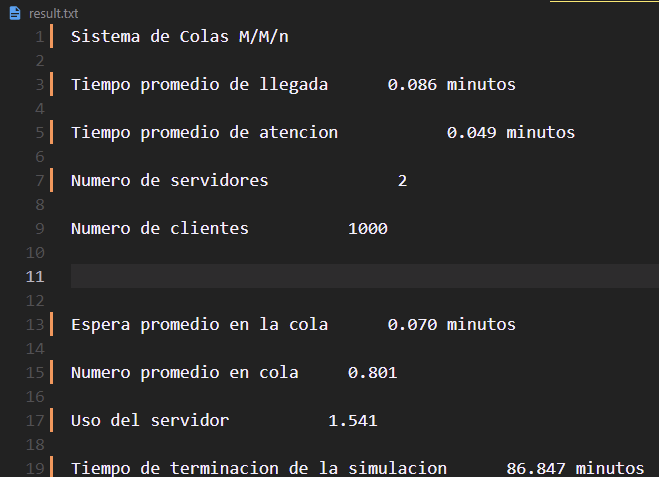 result.txt
1 Sistema de Colas M/M/n
2
3 Tiempo promedio de llegada 0.086 minutos
4
5 Tiempo promedio de atencion 0.049 minutos
6
7 Numero de servidores 2
8
9 Numero de clientes 1000
10
11
12
13 Espera promedio en la cola 0.070 minutos
14
15 Numero promedio en cola 0.801
16
17 Uso del servidor 1.541
18
19 Tiempo de terminacion de la simulacion 86.847 minutos